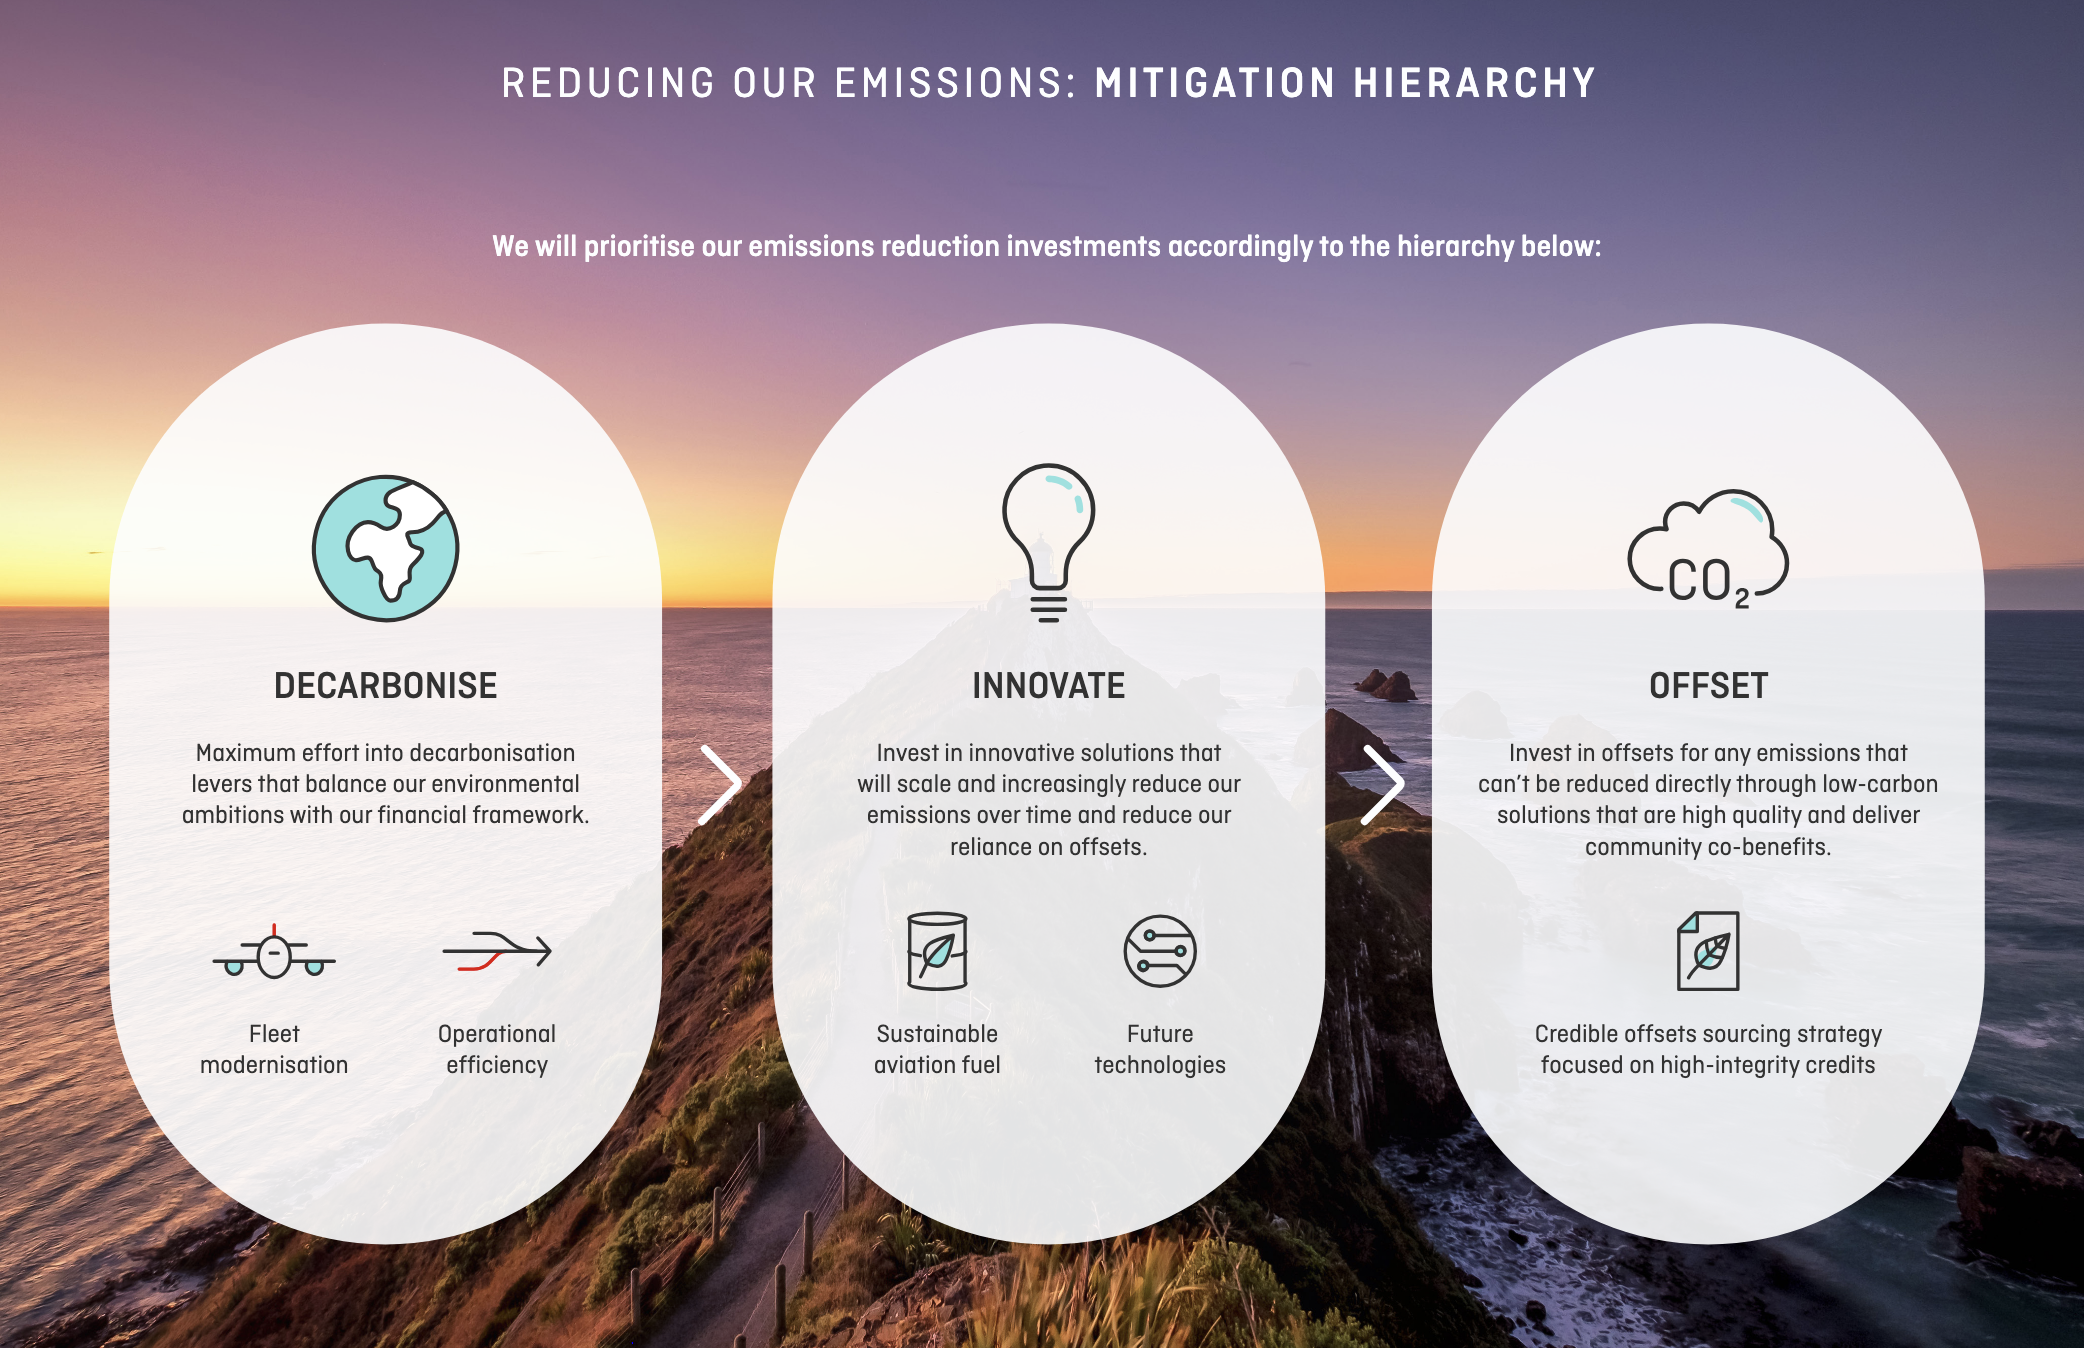 REDUCING OUR EMISSIONS: MITIGATION HIERARCHY
We will prioritise our emissions reduction investments accordingly to the hierarchy below:
DECARBONISE
Maximum effort into decarbonisation
levers that balance our environmental
ambitions with our financial framework.
Fleet
modernisation
Operational
efficiency
INNOVATE
Invest in innovative solutions that
will scale and increasingly reduce our
emissions over time and reduce our
reliance on offsets.
Sustainable
aviation fuel
Future
technologies
CO₂
OFFSET
Invest in offsets for any emissions that
can't be reduced directly through low-carbon
solutions that are high quality and deliver
community co-benefits.
Credible offsets sourcing strategy
focused on high-integrity credits